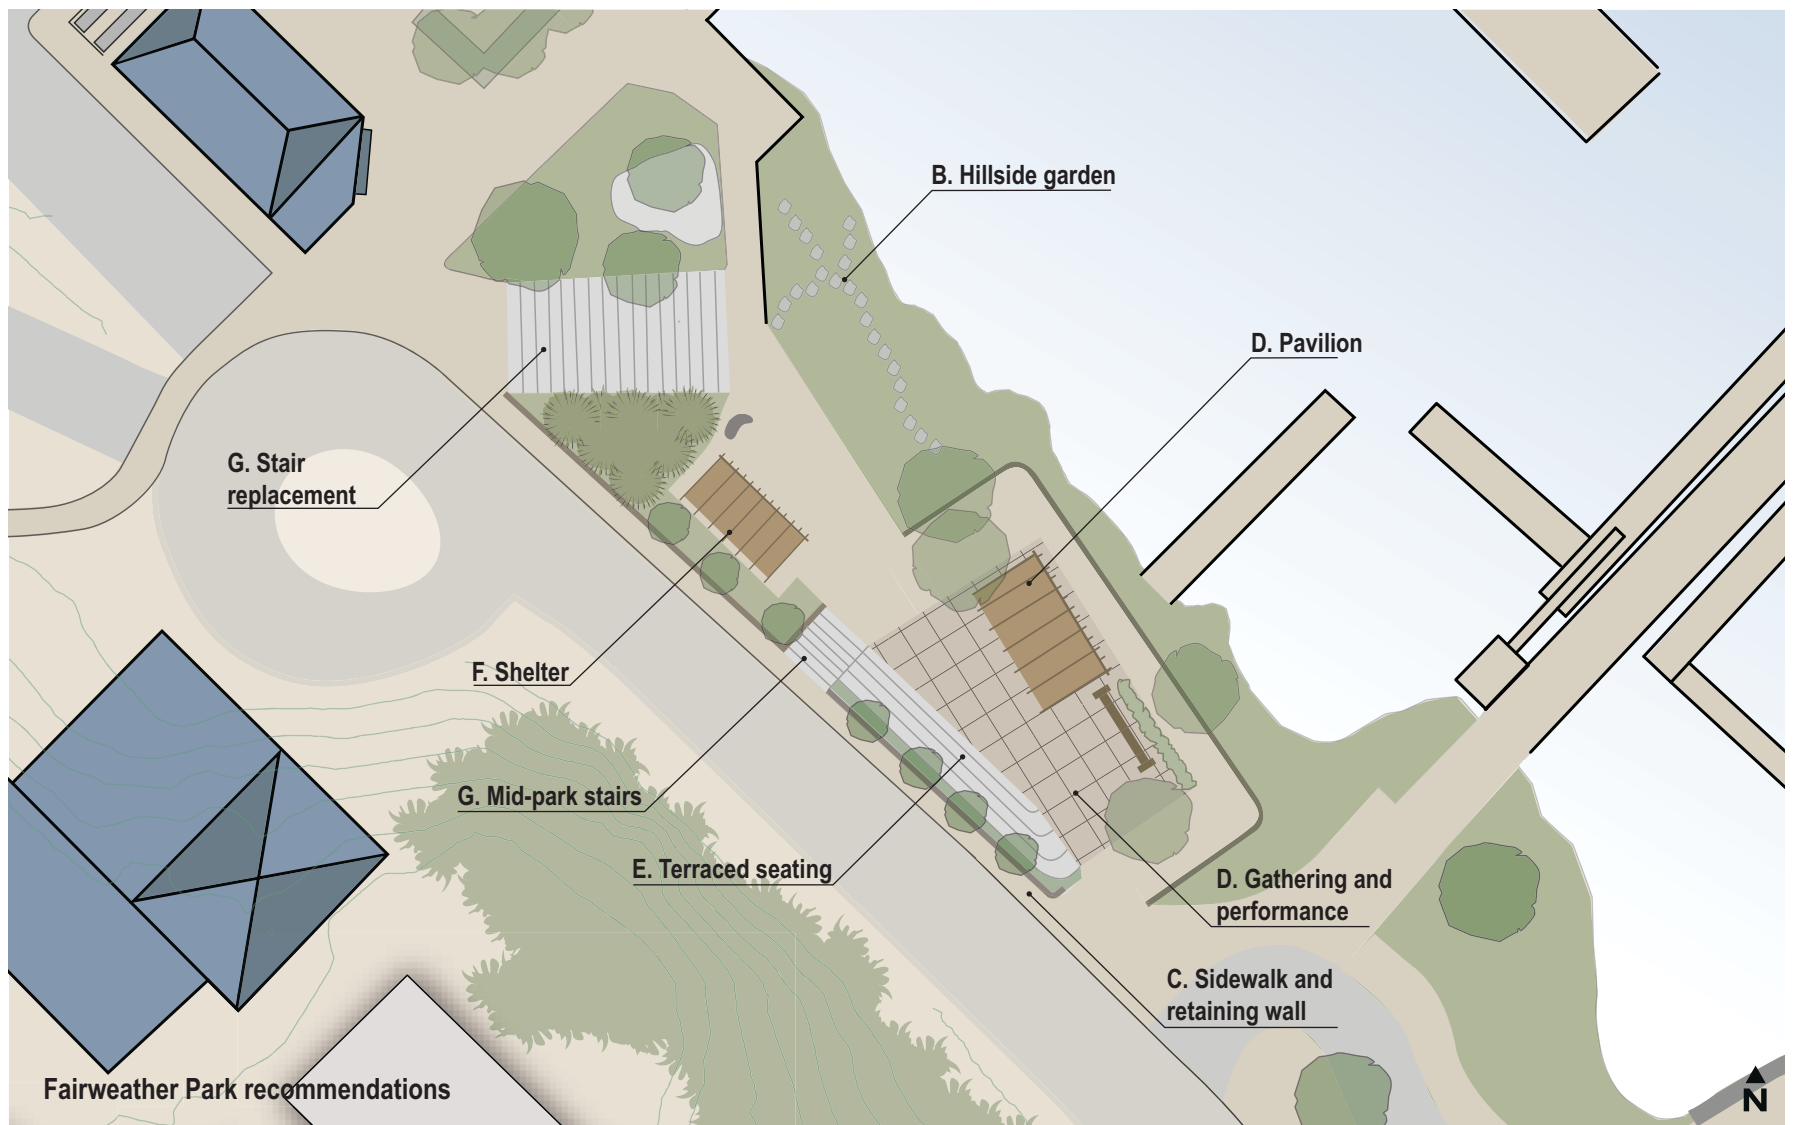 B. Hillside garden
D. Pavilion
G. Stair
replacement
F. Shelter
G. Mid-park stairs
E. Terraced seating
D. Gathering and
performance
C. Sidewalk and
retaining wall
Fairweather Park recommendations
N